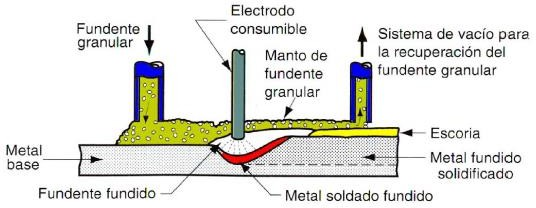 Fundente
granular
Electrodo
consumible
Manto de
fundente
granular
Sistema de vacío para
la recuperación del
fundente granular
Escoria
Metal
base
Metal fundido
solidificado
Fundente fundido
Metal soldado fundido